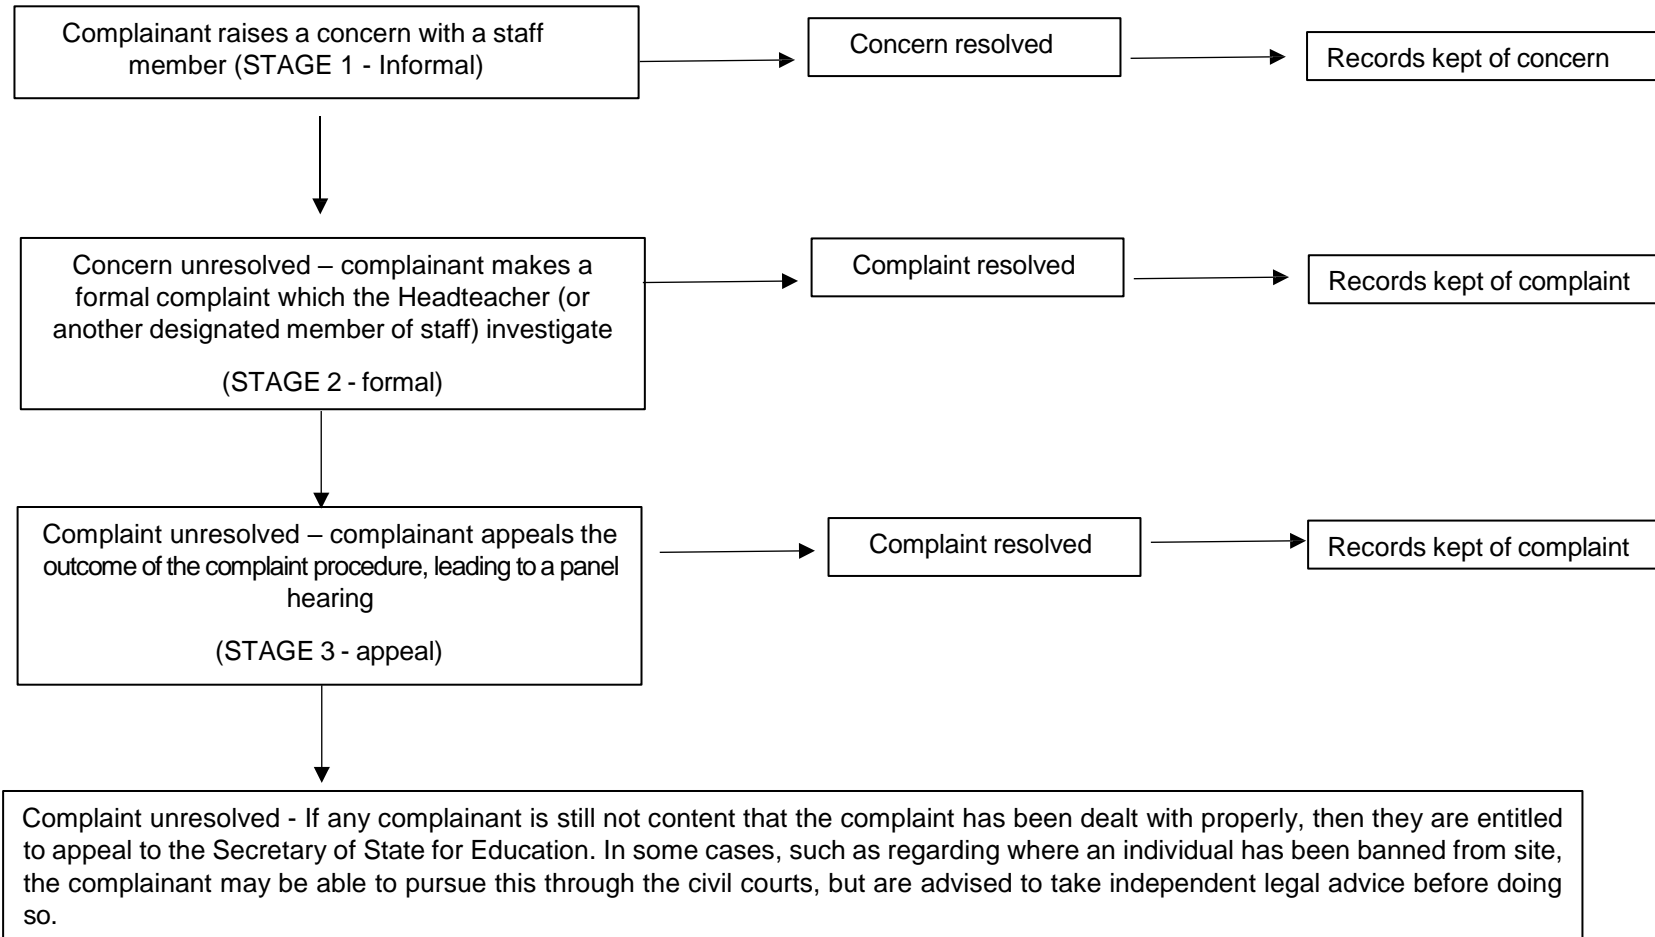 Complainant raises a concern with a staff
member (STAGE 1 - Informal)
Concern resolved
Records kept of concern
Concern unresolved – complainant makes a
formal complaint which the Headteacher (or
another designated member of staff) investigate
(STAGE 2 - formal)
Complaint resolved
Records kept of complaint
Complaint unresolved – complainant appeals the
outcome of the complaint procedure, leading to a panel
hearing
(STAGE 3 - appeal)
Complaint resolved
Records kept of complaint
Complaint unresolved - If any complainant is still not content that the complaint has been dealt with properly, then they are entitled
to appeal to the Secretary of State for Education. In some cases, such as regarding where an individual has been banned from site,
the complainant may be able to pursue this through the civil courts, but are advised to take independent legal advice before doing
so.